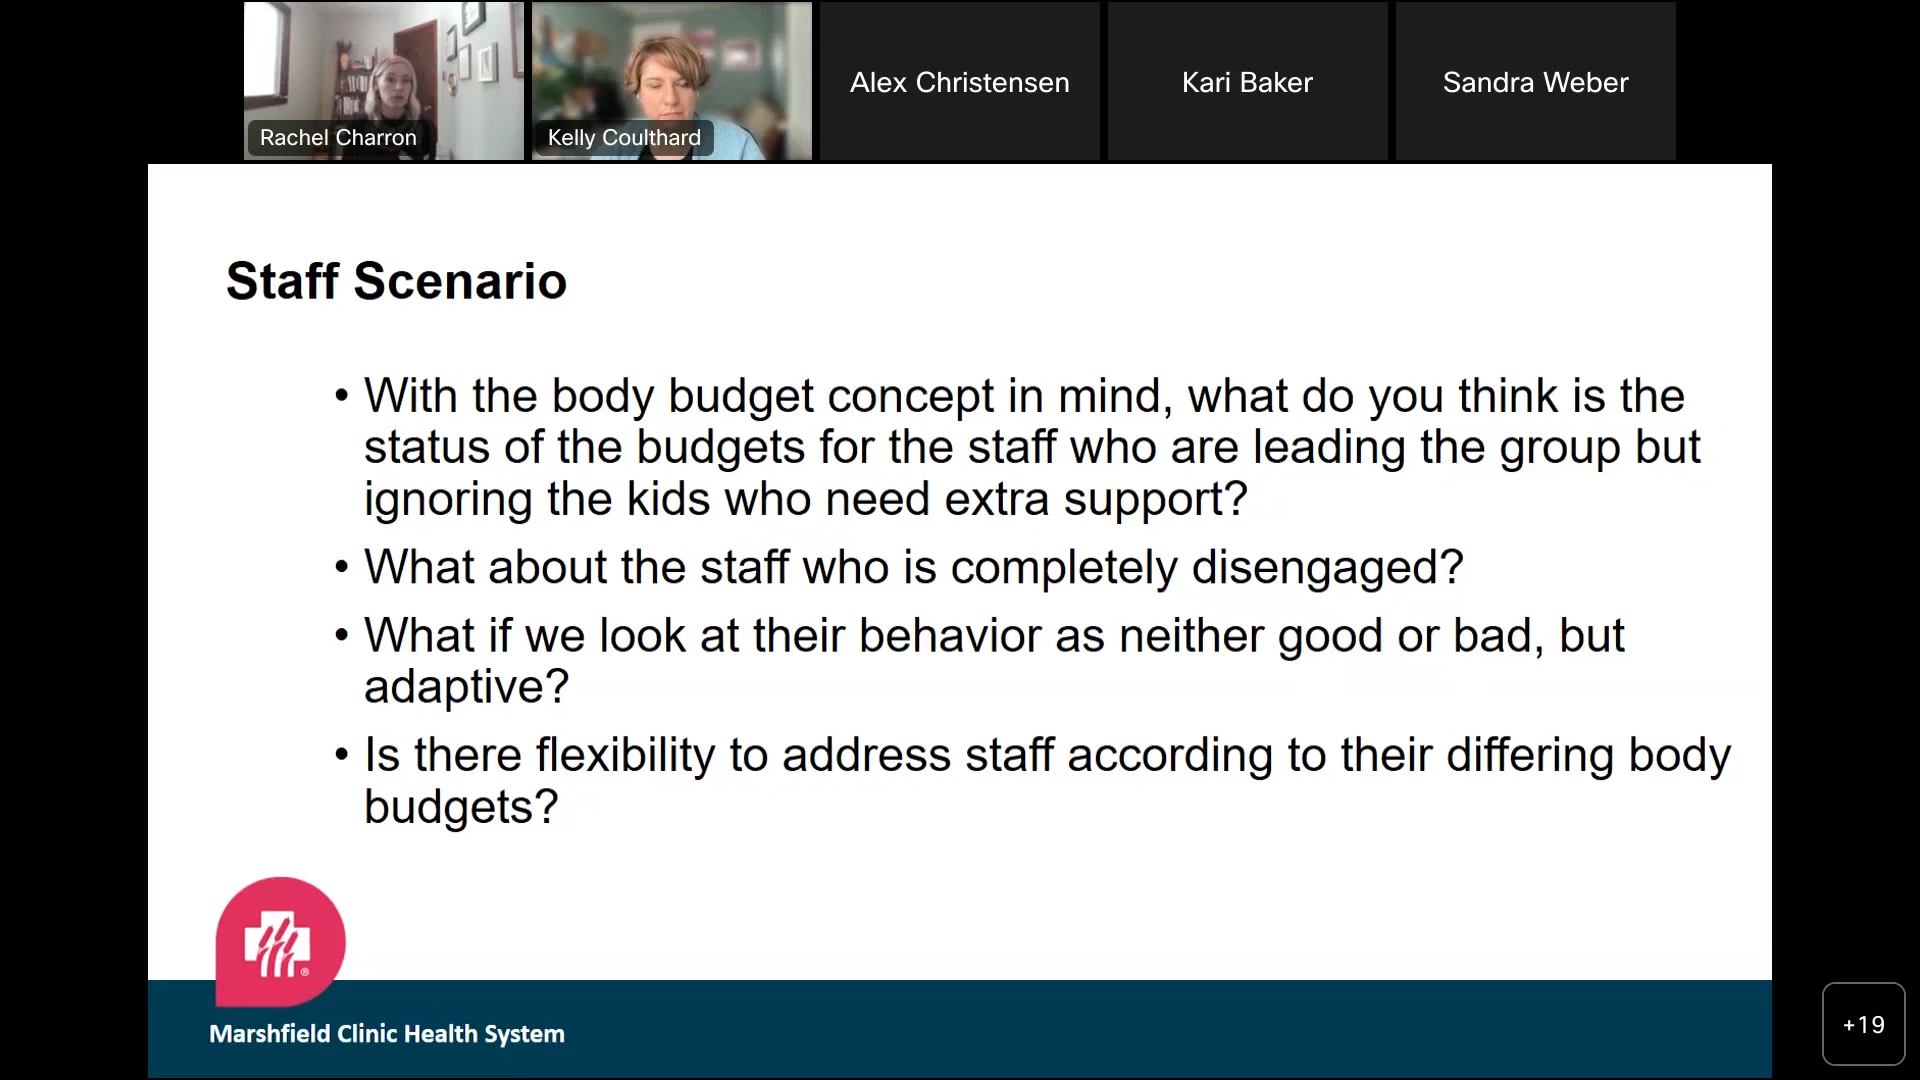 Rachel Charron
Kelly Coulthard
Alex Christensen
Kari Baker
Sandra Weber
Staff Scenario
• With the body budget concept in mind, what do you think is the
status of the budgets for the staff who are leading the group but
ignoring the kids who need extra support?
• What about the staff who is completely disengaged?
• What if we look at their behavior as neither good or bad, but
adaptive?
• Is there flexibility to address staff according to their differing body
budgets?
®
Marshfield Clinic Health System
+19